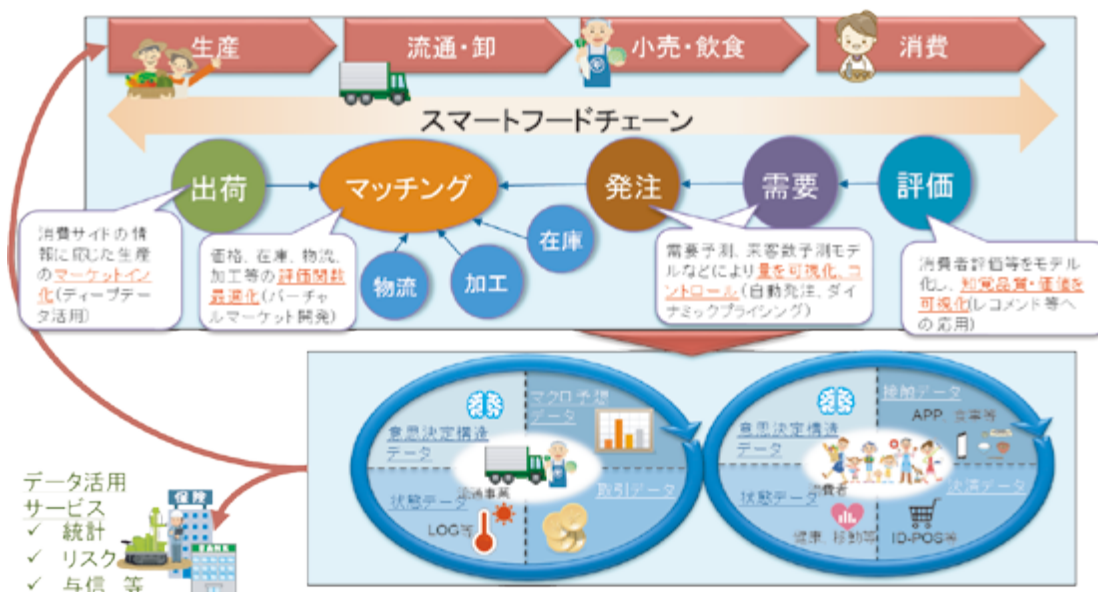 生産
流通・卸
小売・飲食
消費
スマートフードチェーン
出荷
マッチング
発注
需要
評価
在庫
物流
加工
消費サイドの情
報に応じた生産
のマーケットイン
化(ディープデー
タ活用)
価格、在庫、物流、
加工等の評価関数
最適化(バーチャ
ルマーケット開発)
需要予測、来客数予測モデ
ルなどにより量を可視化、コ
ントロール(自動発注、ダイ
ナミックプライシング)
消費者評価等をモデル
化し、知覚品質・価値を
可視化(レコメンド等へ
の応用)
意思決定構造
データ
マクロ予想
データ
状態データ
流通事業
LOG等
取引データ
意思決定構造
データ
接触データ
APP、食事等
状態データ
消費者
健康、移動等
決済データ
ID-POS等
データ活用
サービス
✓ 統計
✓ リスク
✓ 与信 等
保険
BANK